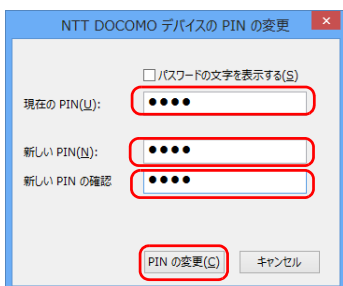 NTT DOCOMO デバイスの PIN の変更
パスワードの文字を表示する(S)
現在の PIN(U): ●●●●
新しい PIN(N): ●●●●
新しい PIN の確認 ●●●●
PIN の変更(C) キャンセル